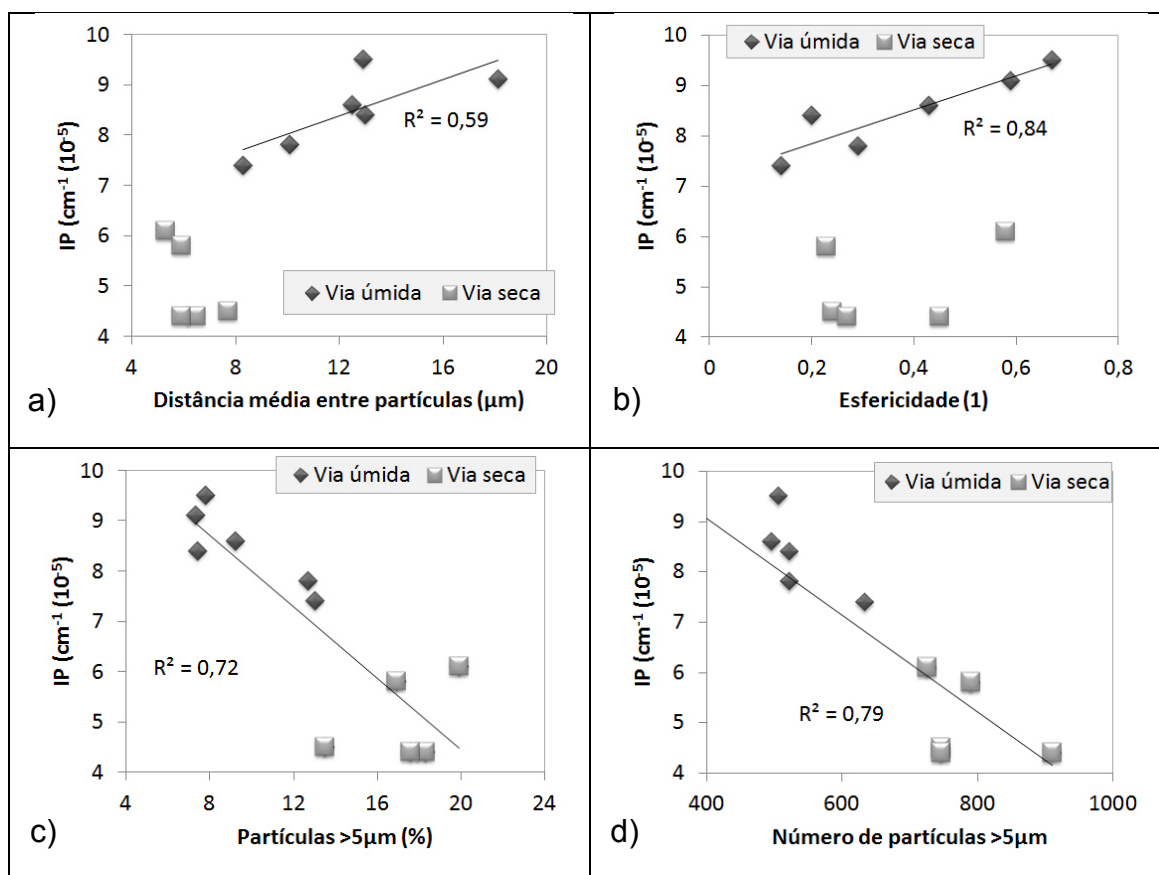 10
9
8
7
6
5
4
IP (cm⁻¹ (10⁻⁵)
R² = 0,59
Via úmida Via seca
4 8 12 16 20
Distância média entre partículas (µm)
a)
10
9
8
7
6
5
4
IP (cm⁻¹ (10⁻⁵)
Via úmida Via seca
R² = 0,84
0 0,2 0,4 0,6 0,8
Esfericidade (1)
b)
10
9
8
7
6
5
4
IP (cm⁻¹ (10⁻⁵)
Via úmida Via seca
R² = 0,72
4 8 12 16 20 24
Partículas >5µm (%)
c)
10
9
8
7
6
5
4
IP (cm⁻¹ (10⁻⁵)
Via úmida Via seca
R² = 0,79
400 600 800 1000
Número de partículas >5µm
d)